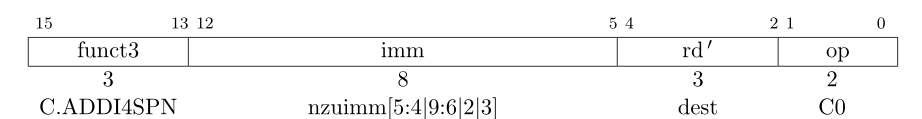 15 13 12 5 4 2 1 0
funct3 imm rd′ op
3 8 3 2
C.ADDI4SPN nzuimm[5:4|9:6|2|3] dest C0